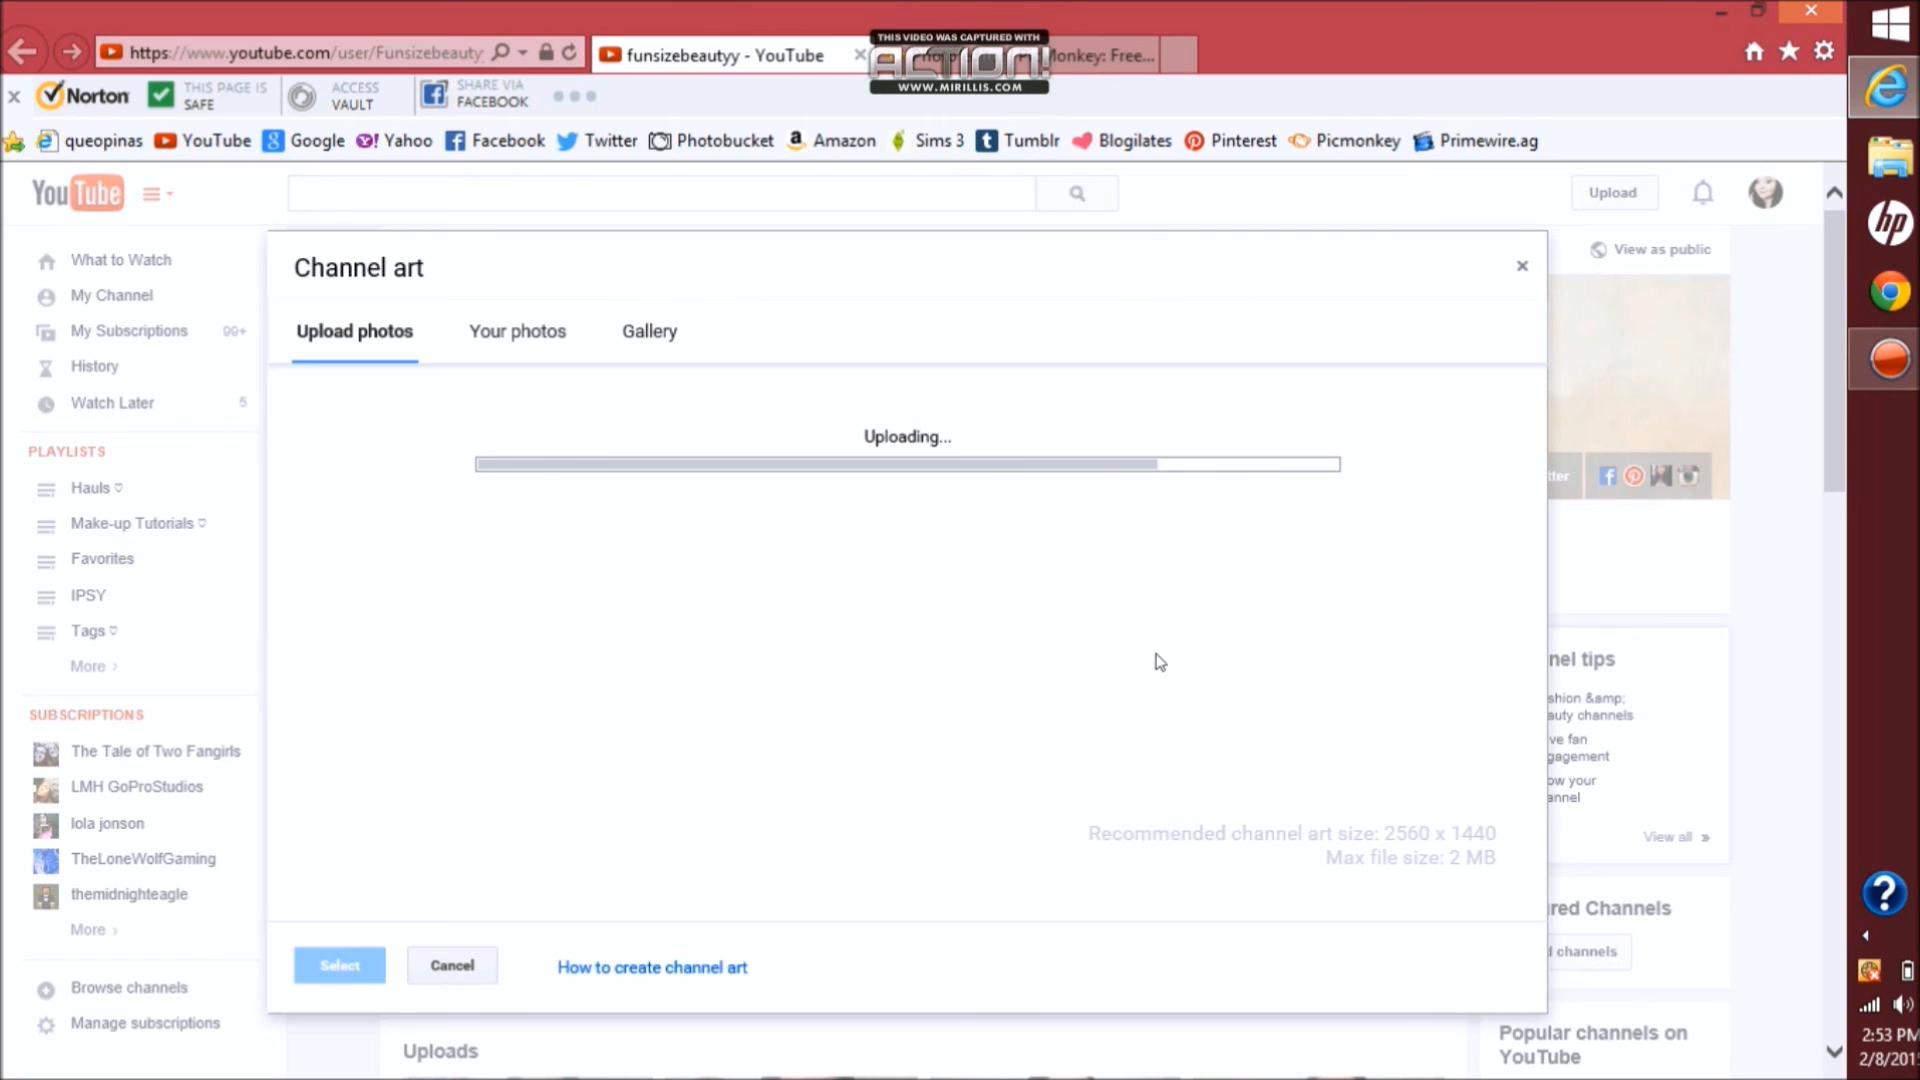 THIS VIDEO WAS CAPTURED WITH
ACTION!
WWW.MIRILLIS.COM
https://www.youtube.com/user/Funsizebeauty
funsizebeautyy - YouTube
Monkey: Free...
Norton
THIS PAGE IS
SAFE
ACCESS
VAULT
SHARE VIA
FACEBOOK
queopinas
YouTube
Google
Yahoo
Facebook
Twitter
Photobucket
Amazon
Sims 3
Tumblr
Blogilates
Pinterest
Picmonkey
Primewire.ag
YouTube
Upload
View as public
What to Watch
My Channel
My Subscriptions 99+
History
Watch Later 5
PLAYLISTS
Hauls ♡
Make-up Tutorials ♡
Favorites
IPSY
Tags ♡
More ›
SUBSCRIPTIONS
The Tale of Two Fangirls
LMH GoProStudios
lola jonson
TheLoneWolfGaming
themidnighteagle
More ›
Browse channels
Manage subscriptions
Channel art
Upload photos
Your photos
Gallery
Uploading...
Recommended channel art size: 2560 x 1440
Max file size: 2 MB
Select
Cancel
How to create channel art
tter
nel tips
shion &amp;
auty channels
ve fan
gagement
ow your
annel
View all »
red Channels
d channels
Popular channels on
YouTube
Uploads
hp
2:53 PM
2/8/201